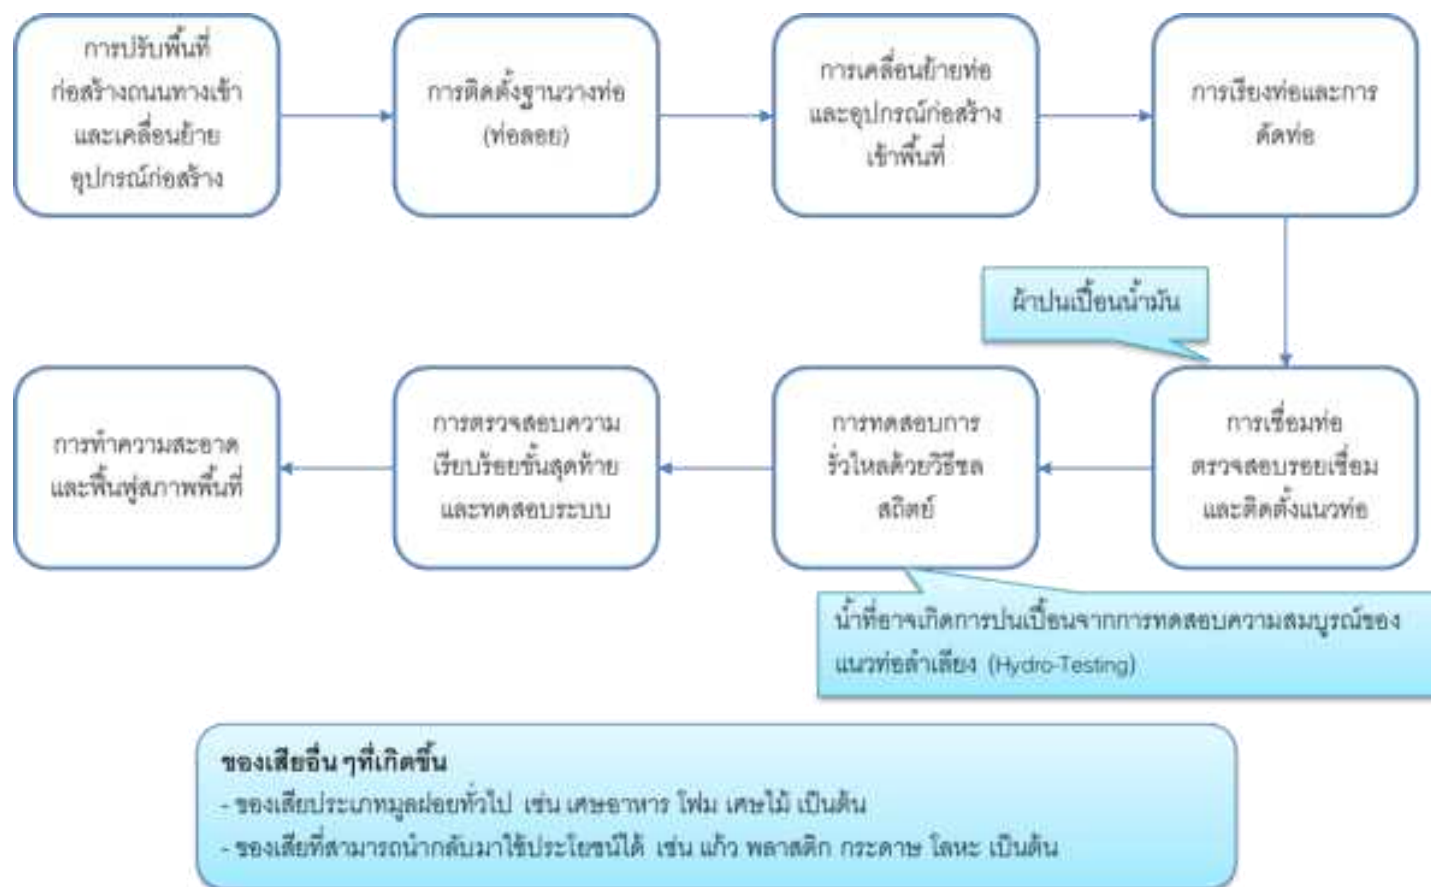 การปรับพื้นที่
ก่อสร้างถนนทางเข้า
และเคลื่อนย้าย
อุปกรณ์ก่อสร้าง
การติดตั้งฐานวางท่อ
(ท่อลอย)
การเคลื่อนย้ายท่อ
และอุปกรณ์ก่อสร้าง
เข้าพื้นที่
การเรียงท่อและการ
ดัดท่อ
ผ้าปนเปื้อนน้ำมัน
การเชื่อมท่อ
ตรวจสอบรอยเชื่อม
และติดตั้งแนวท่อ
การทดสอบการ
รั่วไหลด้วยวิธีชล
สถิตย์
การตรวจสอบความ
เรียบร้อยขั้นสุดท้าย
และทดสอบระบบ
การทำความสะอาด
และฟื้นฟูสภาพพื้นที่
น้ำที่อาจเกิดการปนเปื้อนจากการทดสอบความสมบูรณ์ของ
แนวท่อลำเลียง (Hydro-Testing)
ของเสียอื่นๆที่เกิดขึ้น
- ของเสียประเภทมูลฝอยทั่วไป เช่น เศษอาหาร โฟม เศษไม้ เป็นต้น
- ของเสียที่สามารถนำกลับมาใช้ประโยชน์ได้ เช่น แก้ว พลาสติก กระดาษ โลหะ เป็นต้น